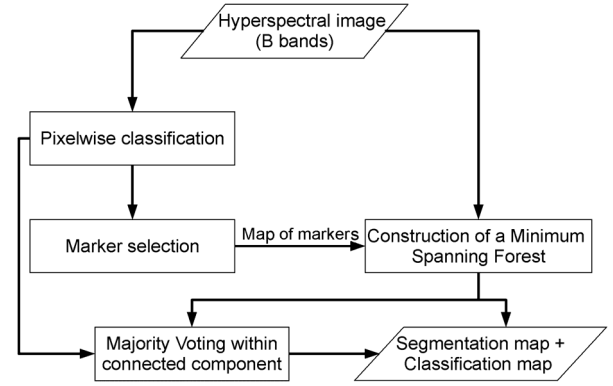 Hyperspectral image
(B bands)
Pixelwise classification
Marker selection
Map of markers
Construction of a Minimum
Spanning Forest
Majority Voting within
connected component
Segmentation map +
Classification map